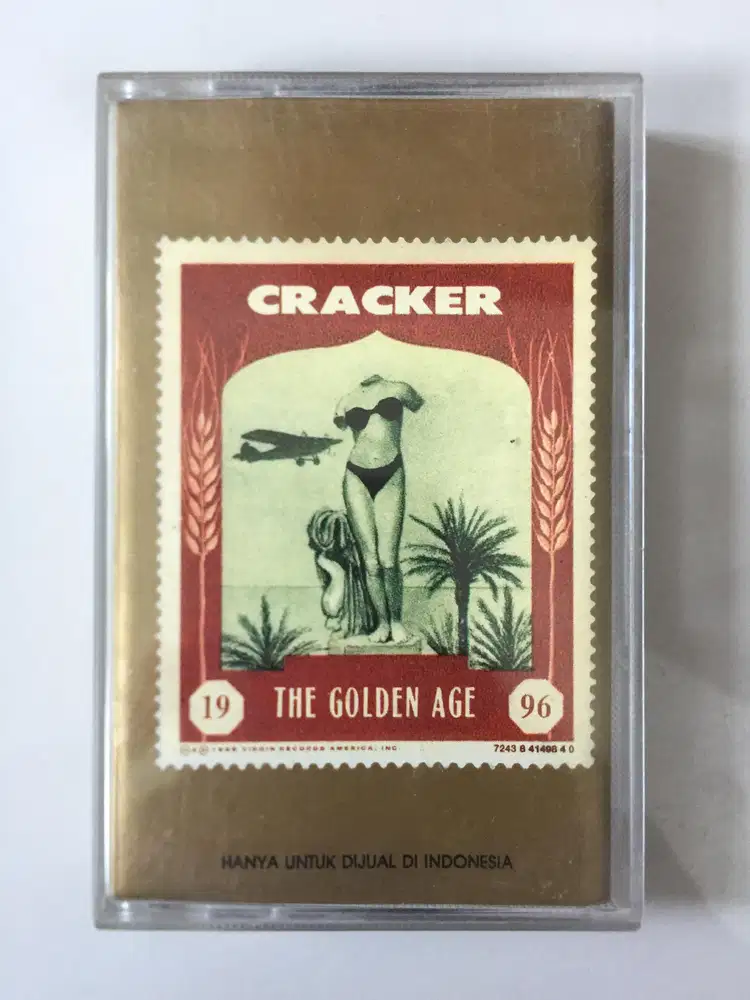 CRACKER
19 THE GOLDEN AGE 96
℗ © 1996 VIRGIN RECORDS AMERICA, INC. 7243 8 41498 4 0
HANYA UNTUK DIJUAL DI INDONESIA